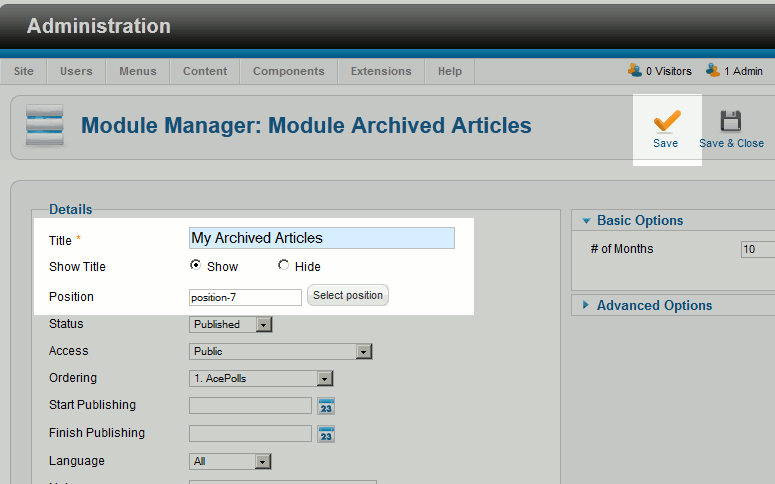 Administration
Site Users Menus Content Components Extensions Help 0 Visitors 1 Admin
Module Manager: Module Archived Articles
Save Save & Close
Details
Title *
My Archived Articles
Show Title Show Hide
Position position-7 Select position
Status Published
Access Public
Ordering 1. AcePolls
Start Publishing 23
Finish Publishing 23
Language All
Basic Options
# of Months 10
Advanced Options